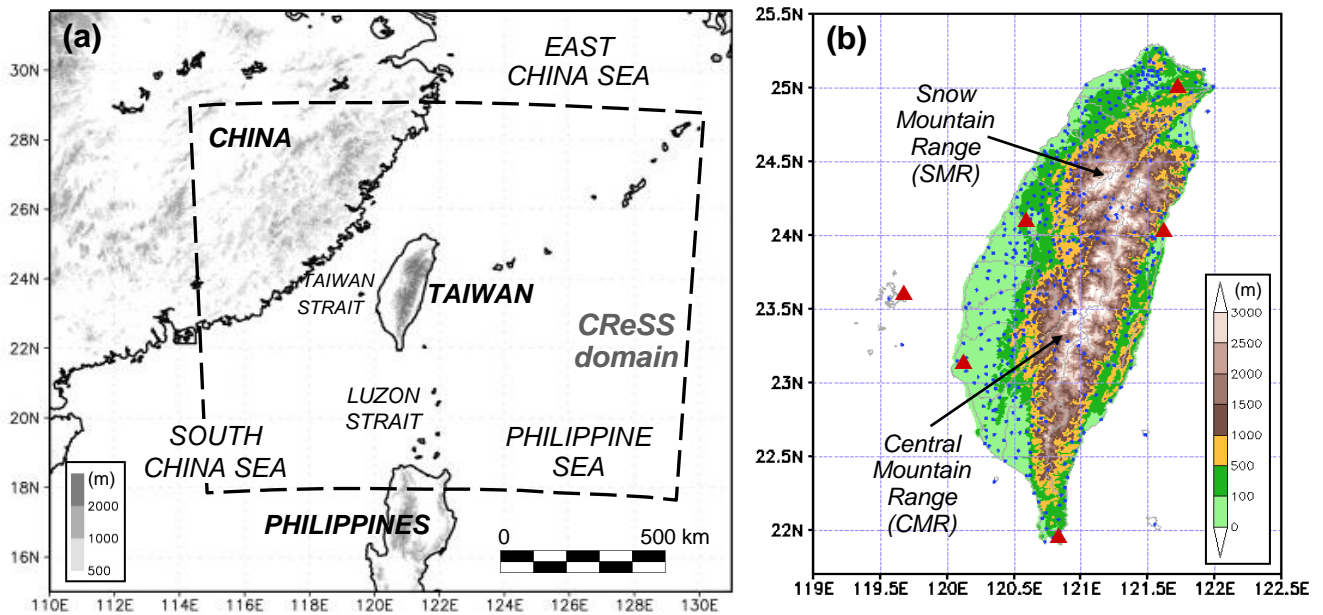 (a)
EAST
CHINA SEA
CHINA
TAIWAN
STRAIT
TAIWAN
CReSS
domain
LUZON
STRAIT
SOUTH
CHINA SEA
PHILIPPINE
SEA
PHILIPPINES
0 500 km
(m)
2000
1000
500
30N
28N
26N
24N
22N
20N
18N
16N
110E 112E 114E 116E 118E 120E 122E 124E 126E 128E 130E
(b)
Snow
Mountain
Range
(SMR)
Central
Mountain
Range
(CMR)
(m)
3000
2500
2000
1500
1000
500
100
0
25.5N
25N
24.5N
24N
23.5N
23N
22.5N
22N
119E 119.5E 120E 120.5E 121E 121.5E 122E 122.5E